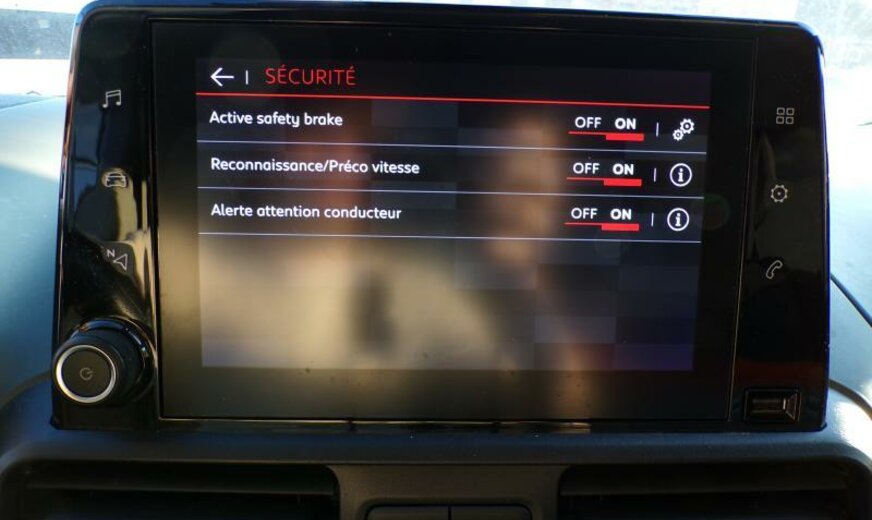 SÉCURITÉ
Active safety brake OFF ON
Reconnaissance/Préco vitesse OFF ON
Alerte attention conducteur OFF ON
N